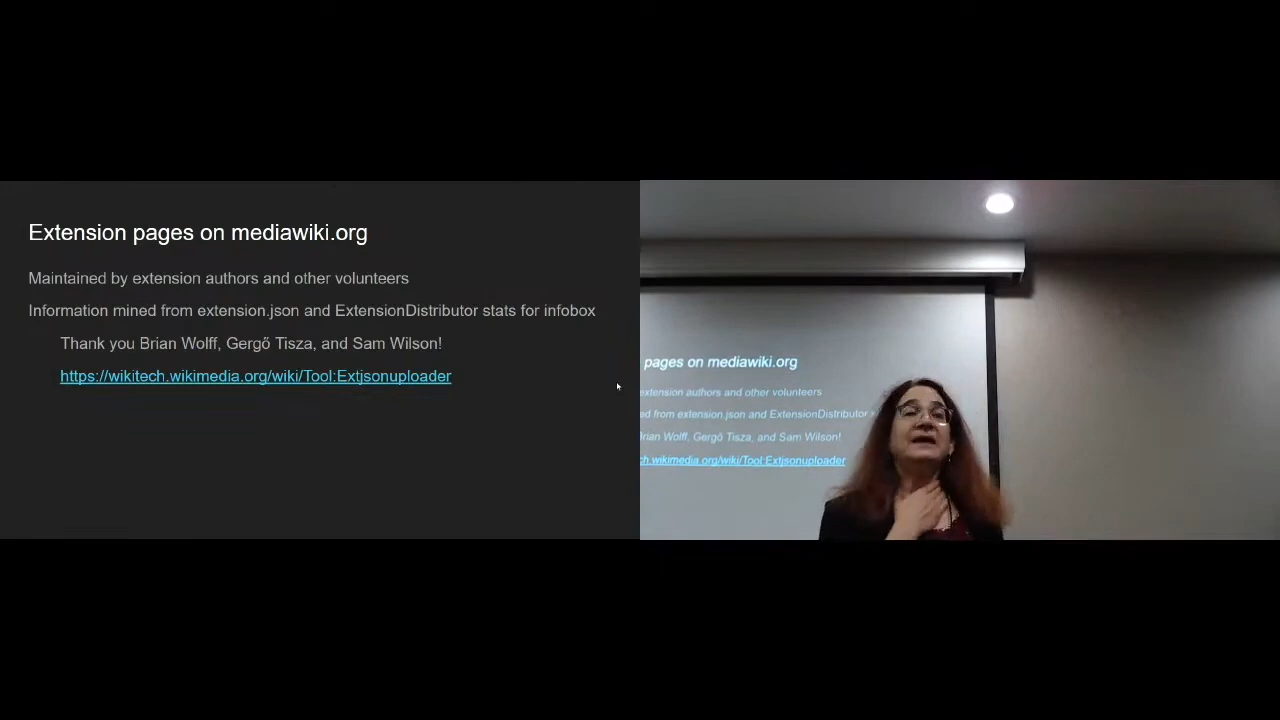 Extension pages on mediawiki.org
Maintained by extension authors and other volunteers
Information mined from extension.json and ExtensionDistributor stats for infobox
Thank you Brian Wolff, Gergő Tisza, and Sam Wilson!
https://wikitech.wikimedia.org/wiki/Tool:Extjsonuploader
pages on mediawiki.org
extension authors and other volunteers
ed from extension.json and ExtensionDistributor
Brian Wolff, Gergő Tisza, and Sam Wilson!
ch.wikimedia.org/wiki/Tool:Extjsonuploader